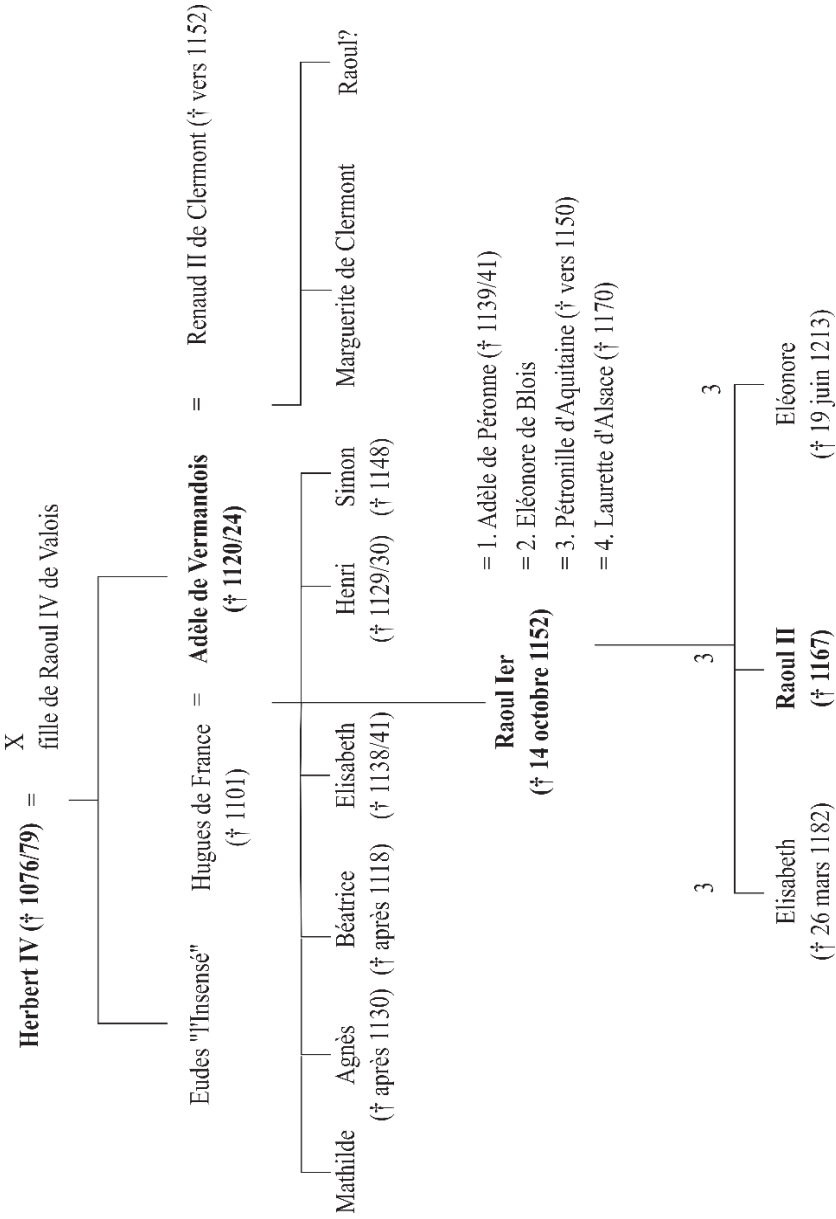 X
Herbert IV († 1076/79) =
fille de Raoul IV de Valois
Eudes "l'Insensé"
Hugues de France
=
Adèle de Vermandois
=
Renaud II de Clermont († vers 1152)
(† 1101)
(† 1120/24)
Mathilde
Agnès
Béatrice
Elisabeth
Henri
Simon
Marguerite de Clermont
Raoul?
(† après 1130)
(† après 1118)
(† 1138/41)
(† 1129/30)
(† 1148)
Raoul Ier
(† 14 octobre 1152)
= 1. Adèle de Péronne († 1139/41)
= 2. Eléonore de Blois
= 3. Pétronille d'Aquitaine († vers 1150)
= 4. Laurette d'Alsace († 1170)
3
3
3
Elisabeth
Raoul II
Eléonore
(† 26 mars 1182)
(† 1167)
(† 19 juin 1213)